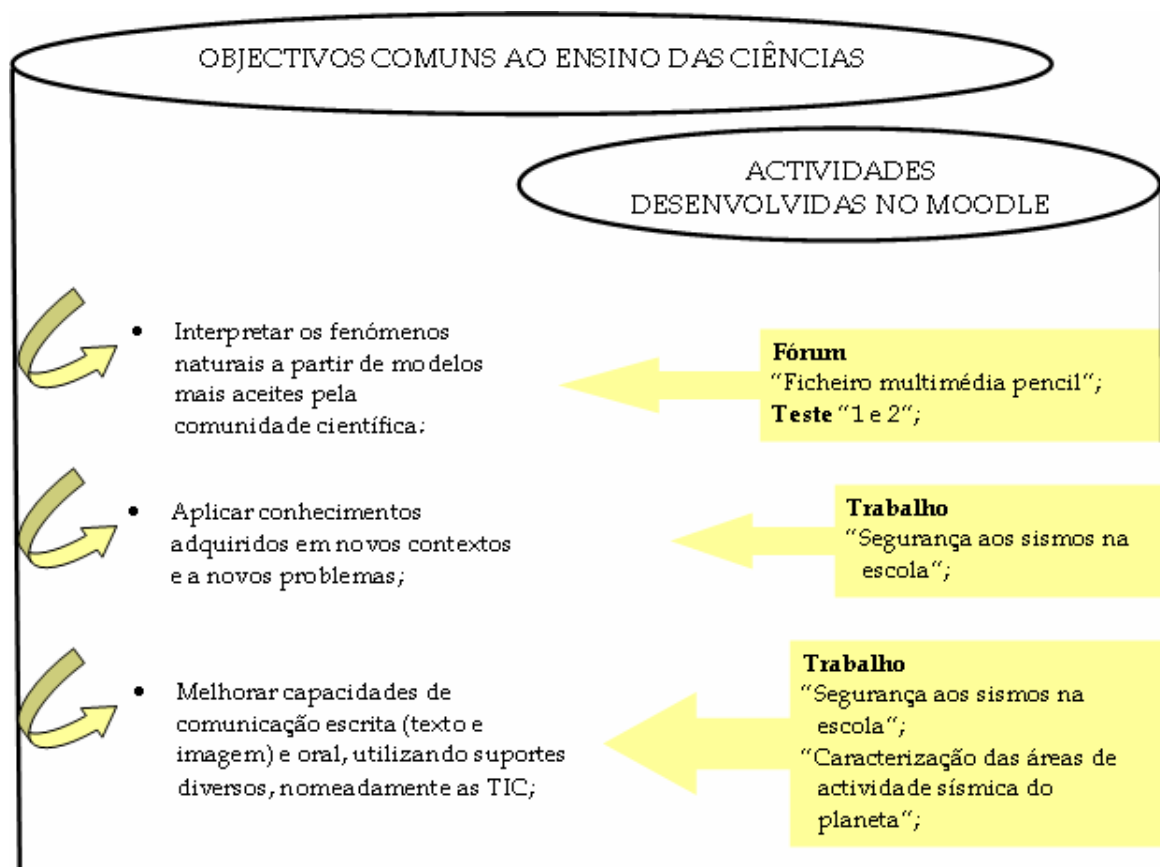 OBJECTIVOS COMUNS AO ENSINO DAS CIÊNCIAS
ACTIVIDADES
DESENVOLVIDAS NO MOODLE
• Interpretar os fenómenos
naturais a partir de modelos
mais aceites pela
comunidade científica;
Fórum
“Ficheiro multimédia pencil“;
Teste “1 e 2“;
• Aplicar conhecimentos
adquiridos em novos contextos
e a novos problemas;
Trabalho
“Segurança aos sismos na
escola“;
• Melhorar capacidades de
comunicação escrita (texto e
imagem) e oral, utilizando suportes
diversos, nomeadamente as TIC;
Trabalho
“Segurança aos sismos na
escola“;
“Caracterização das áreas de
actividade sísmica do
planeta“;